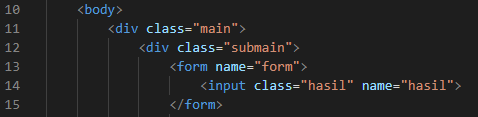 10 <body>
11 <div class="main">
12 <div class="submain">
13 <form name="form">
14 <input class="hasil" name="hasil">
15 </form>